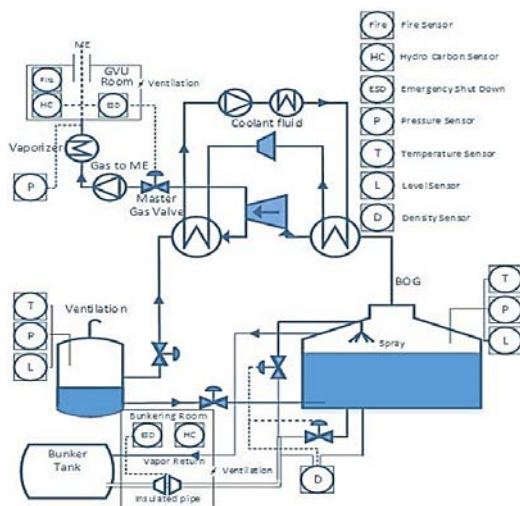 ME
GVU
Room
Fire
HC
ESD
Ventilation
Vaporizer
P
Gas to ME
Master
Gas Valve
Coolant fluid
Fire Fire Sensor
HC Hydro Carbon Sensor
ESD Emergency Shut Down
P Pressure Sensor
T Temperature Sensor
L Level Sensor
D Density Sensor
BOG
T
P
L
Ventilation
T
P
L
Spray
Bunkering Room
ESD
HC
Vapor Return
Ventilation
Bunker
Tank
Insulated pipe
D